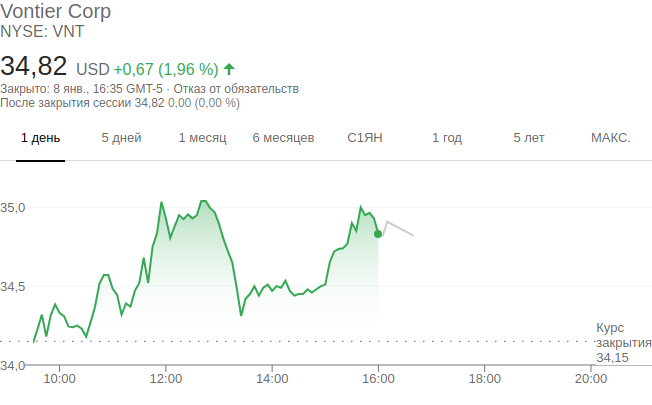 Vontier Corp
NYSE: VNT
34,82 USD +0,67 (1,96 %)
Закрыто: 8 янв., 16:35 GMT-5 · Отказ от обязательств
После закрытия сессии 34,82 0,00 (0,00 %)
1 день 5 дней 1 месяц 6 месяцев С1ЯН 1 год 5 лет МАКС.
35,0
34,5
Курс
закрытия
34,15
34,0
10:00 12:00 14:00 16:00 18:00 20:00